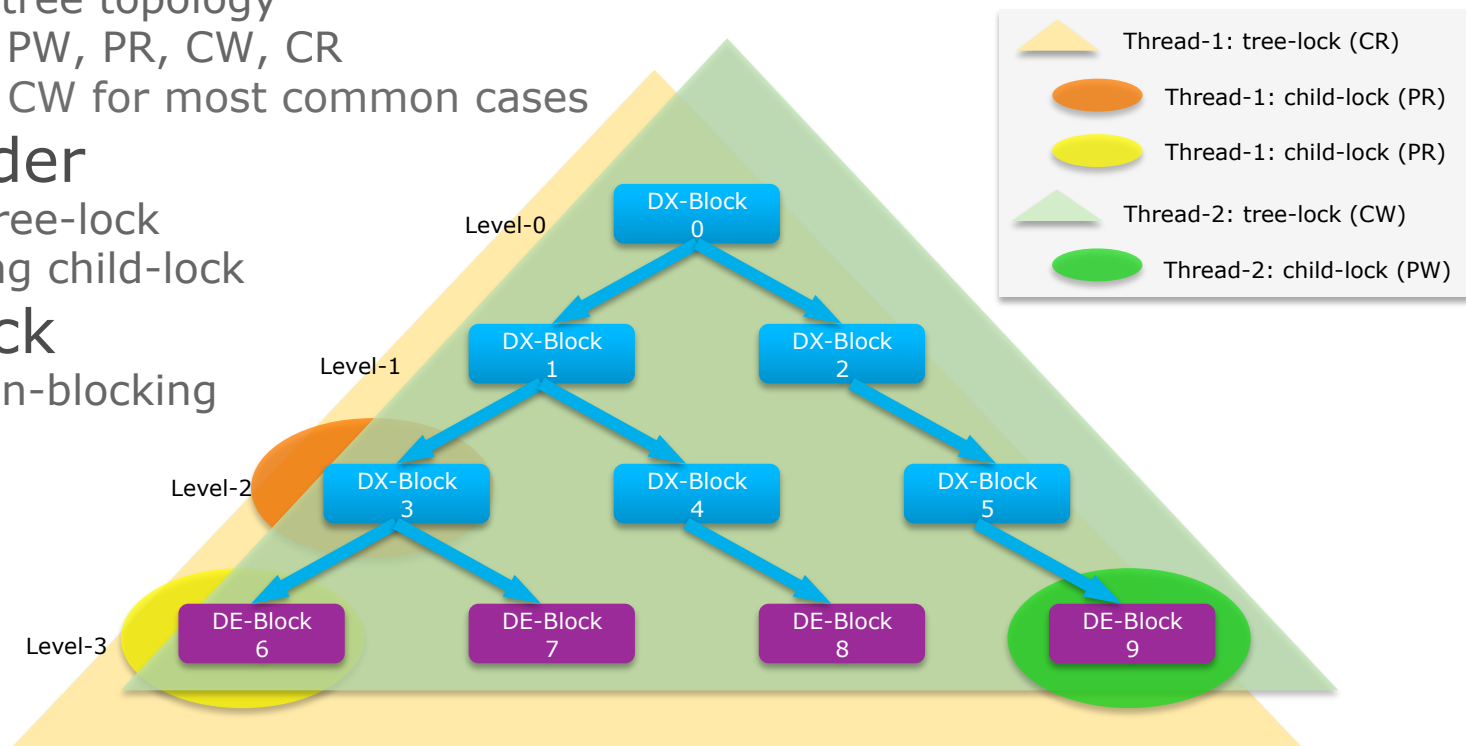 tree topology
PW, PR, CW, CR
CW for most common cases
der
ree-lock
ng child-lock
ck
n-blocking
Thread-1: tree-lock (CR)
Thread-1: child-lock (PR)
Thread-1: child-lock (PR)
Thread-2: tree-lock (CW)
Thread-2: child-lock (PW)
Level-0
DX-Block
0
Level-1
DX-Block
1
DX-Block
2
Level-2
DX-Block
3
DX-Block
4
DX-Block
5
Level-3
DE-Block
6
DE-Block
7
DE-Block
8
DE-Block
9